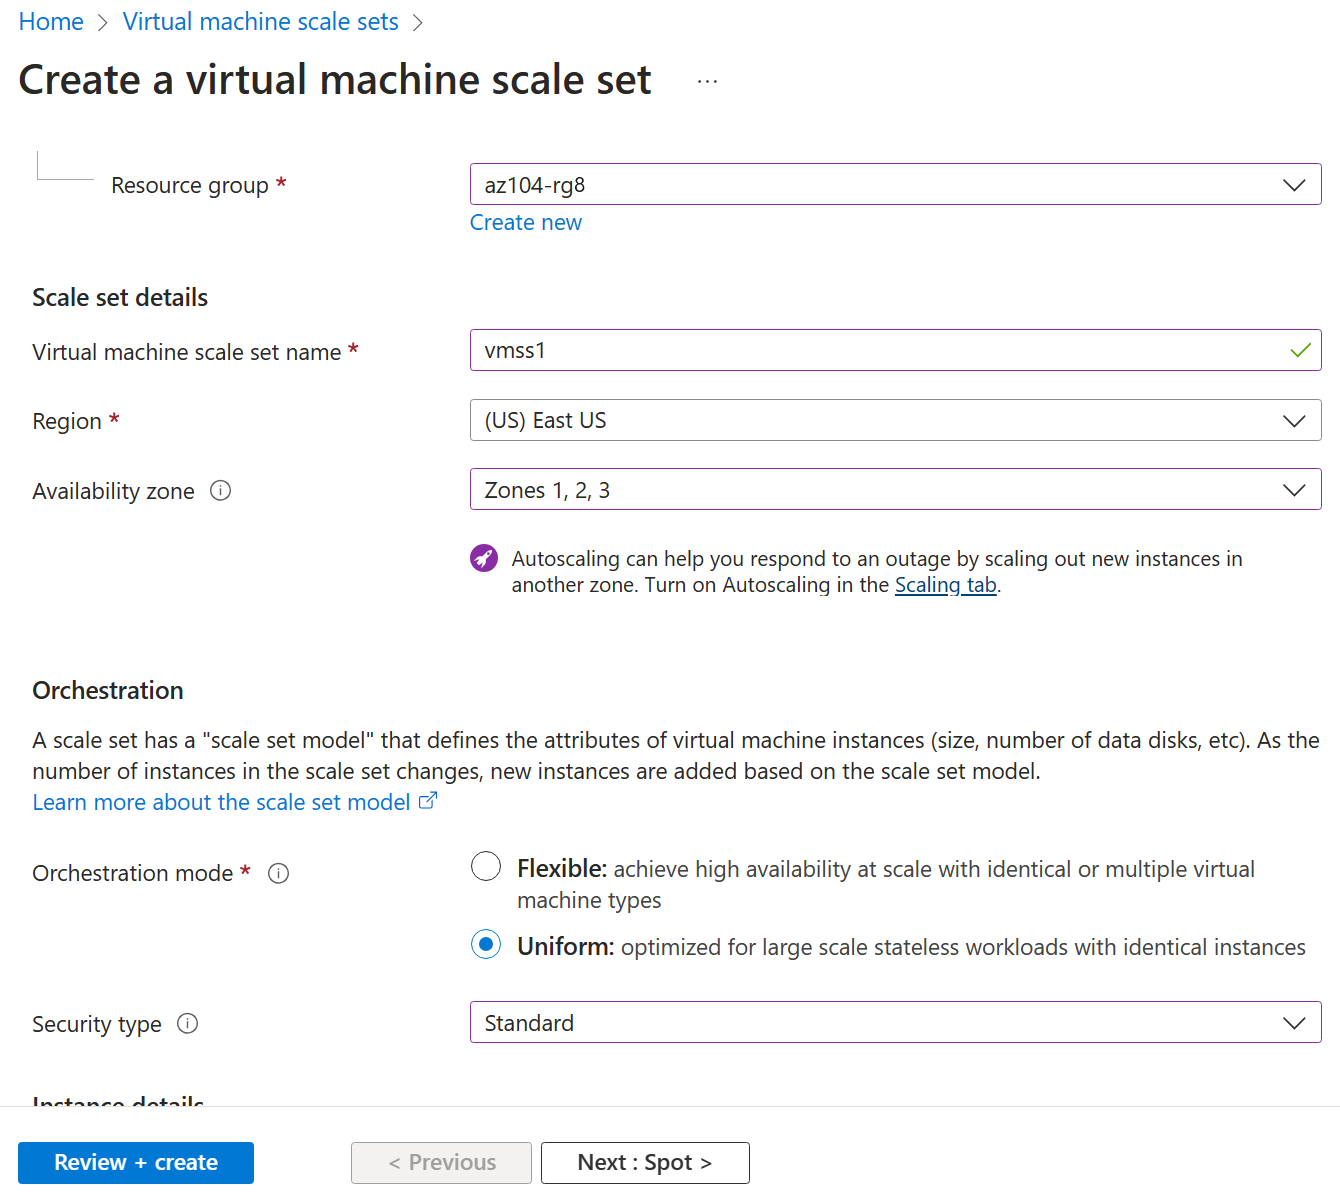 Home > Virtual machine scale sets >
Create a virtual machine scale set ...
Resource group * az104-rg8
Create new
Scale set details
Virtual machine scale set name * vmss1
Region * (US) East US
Availability zone Zones 1, 2, 3
Autoscaling can help you respond to an outage by scaling out new instances in
another zone. Turn on Autoscaling in the Scaling tab.
Orchestration
A scale set has a "scale set model" that defines the attributes of virtual machine instances (size, number of data disks, etc). As the
number of instances in the scale set changes, new instances are added based on the scale set model.
Learn more about the scale set model
Orchestration mode * Flexible: achieve high availability at scale with identical or multiple virtual
machine types
Uniform: optimized for large scale stateless workloads with identical instances
Security type Standard
Instance details
Review + create < Previous Next : Spot >